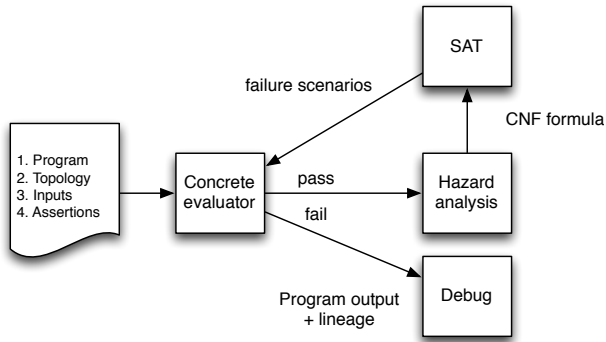 SAT
failure scenarios
CNF formula
1. Program
2. Topology
3. Inputs
4. Assertions
Concrete
evaluator
pass
Hazard
analysis
fail
Program output
+ lineage
Debug